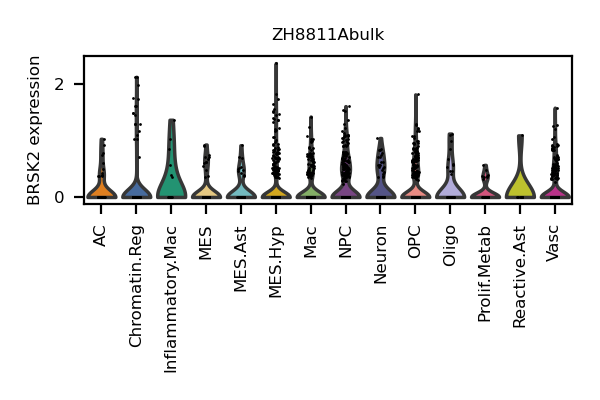 ZH8811Abulk
BRSK2 expression
2
0
AC
Chromatin.Reg
Inflammatory.Mac
MES
MES.Ast
MES.Hyp
Mac
NPC
Neuron
OPC
Oligo
Prolif.Metab
Reactive.Ast
Vasc